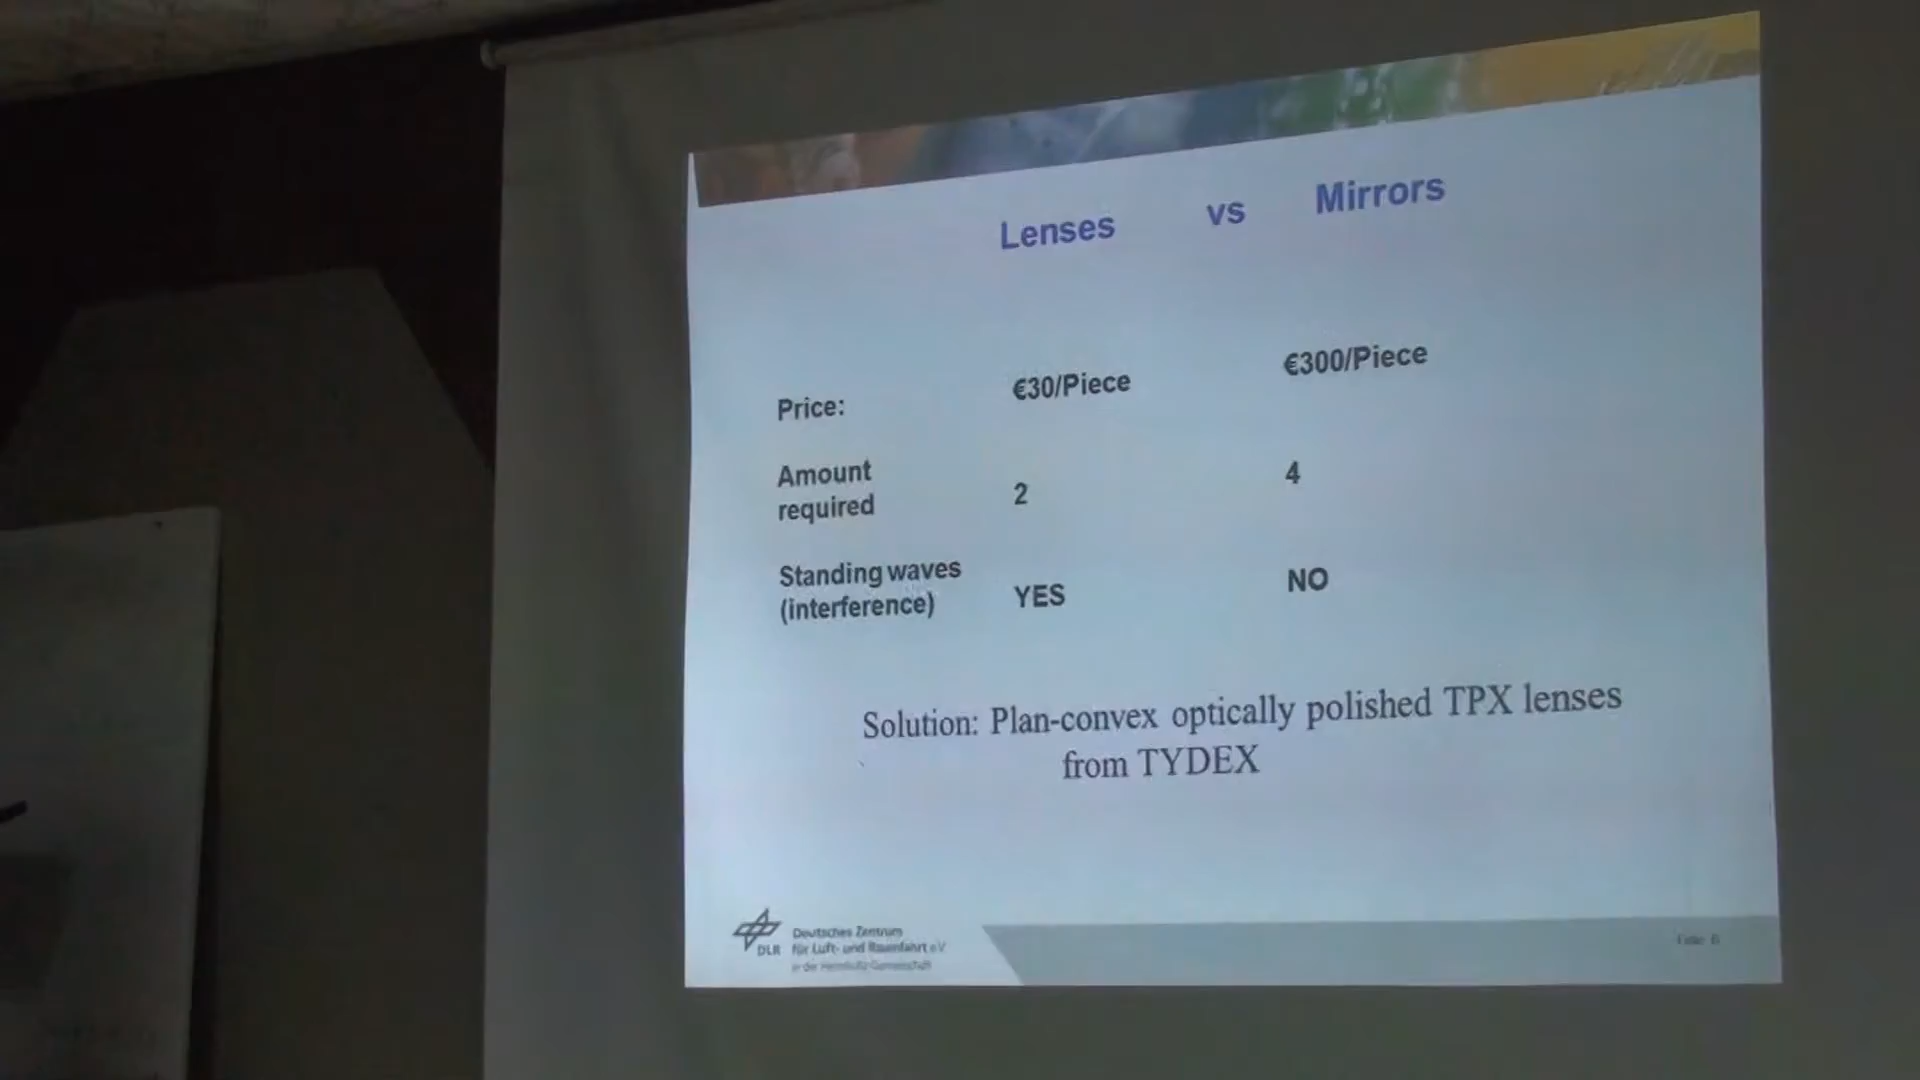 Lenses vs Mirrors
Price: €30/Piece €300/Piece
Amount
required 2 4
Standing waves
(interference) YES NO
Solution: Plan-convex optically polished TPX lenses
from TYDEX
DLR
Deutsches Zentrum
für Luft- und Raumfahrt e.V.
in der Helmholtz-Gemeinschaft